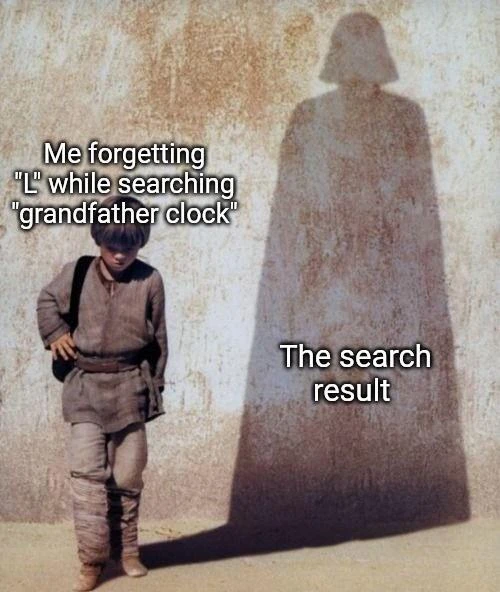 Me forgetting
"L" while searching
"grandfather clock"
The search
result